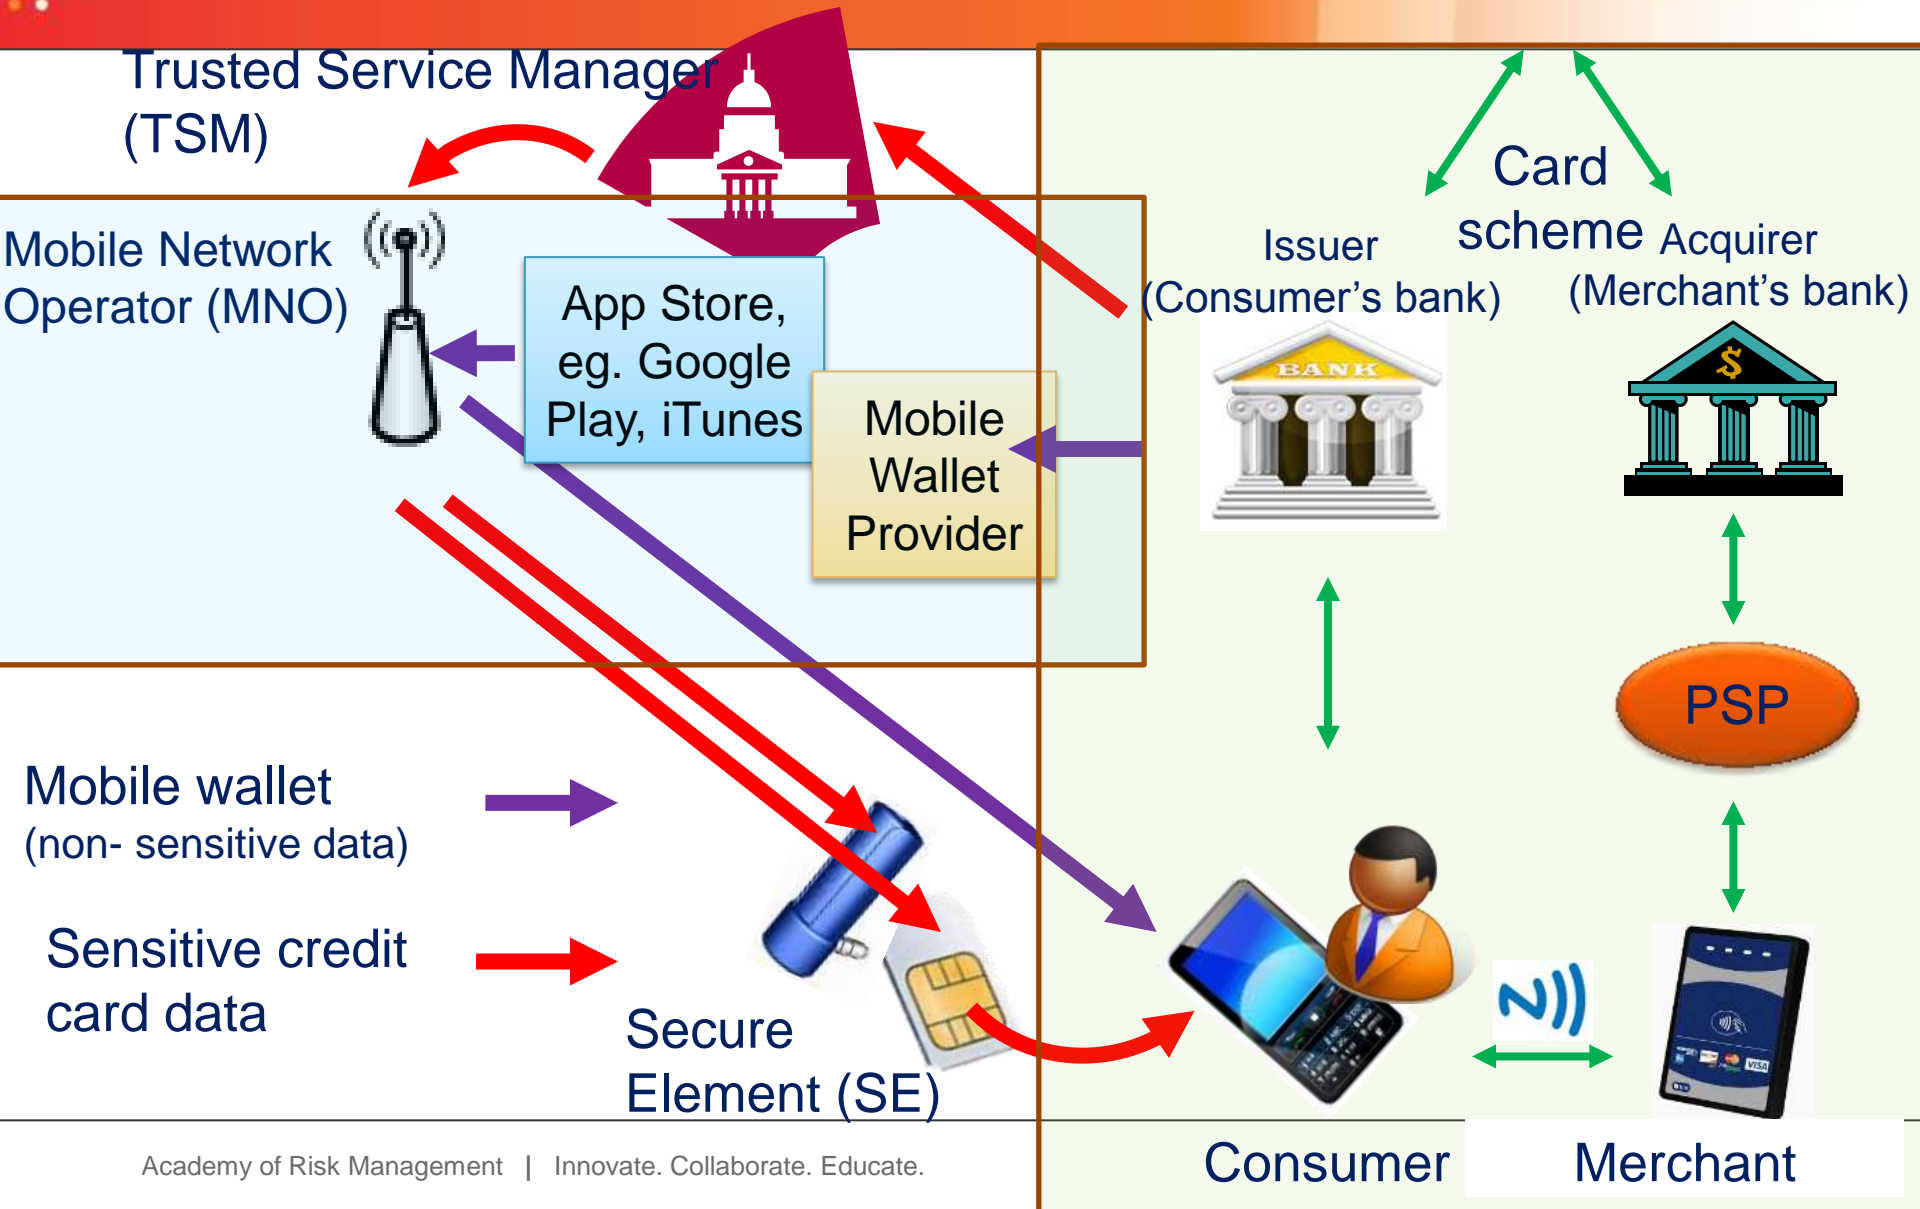 Trusted Service Manager
(TSM)
Card
scheme
Issuer
(Consumer's bank)
Acquirer
(Merchant's bank)
Mobile Network
Operator (MNO)
App Store,
eg. Google
Play, iTunes
Mobile
Wallet
Provider
BANK
$
PSP
Mobile wallet
(non- sensitive data)
Sensitive credit
card data
Secure
Element (SE)
VISA
Consumer
Merchant
Academy of Risk Management | Innovate. Collaborate. Educate.